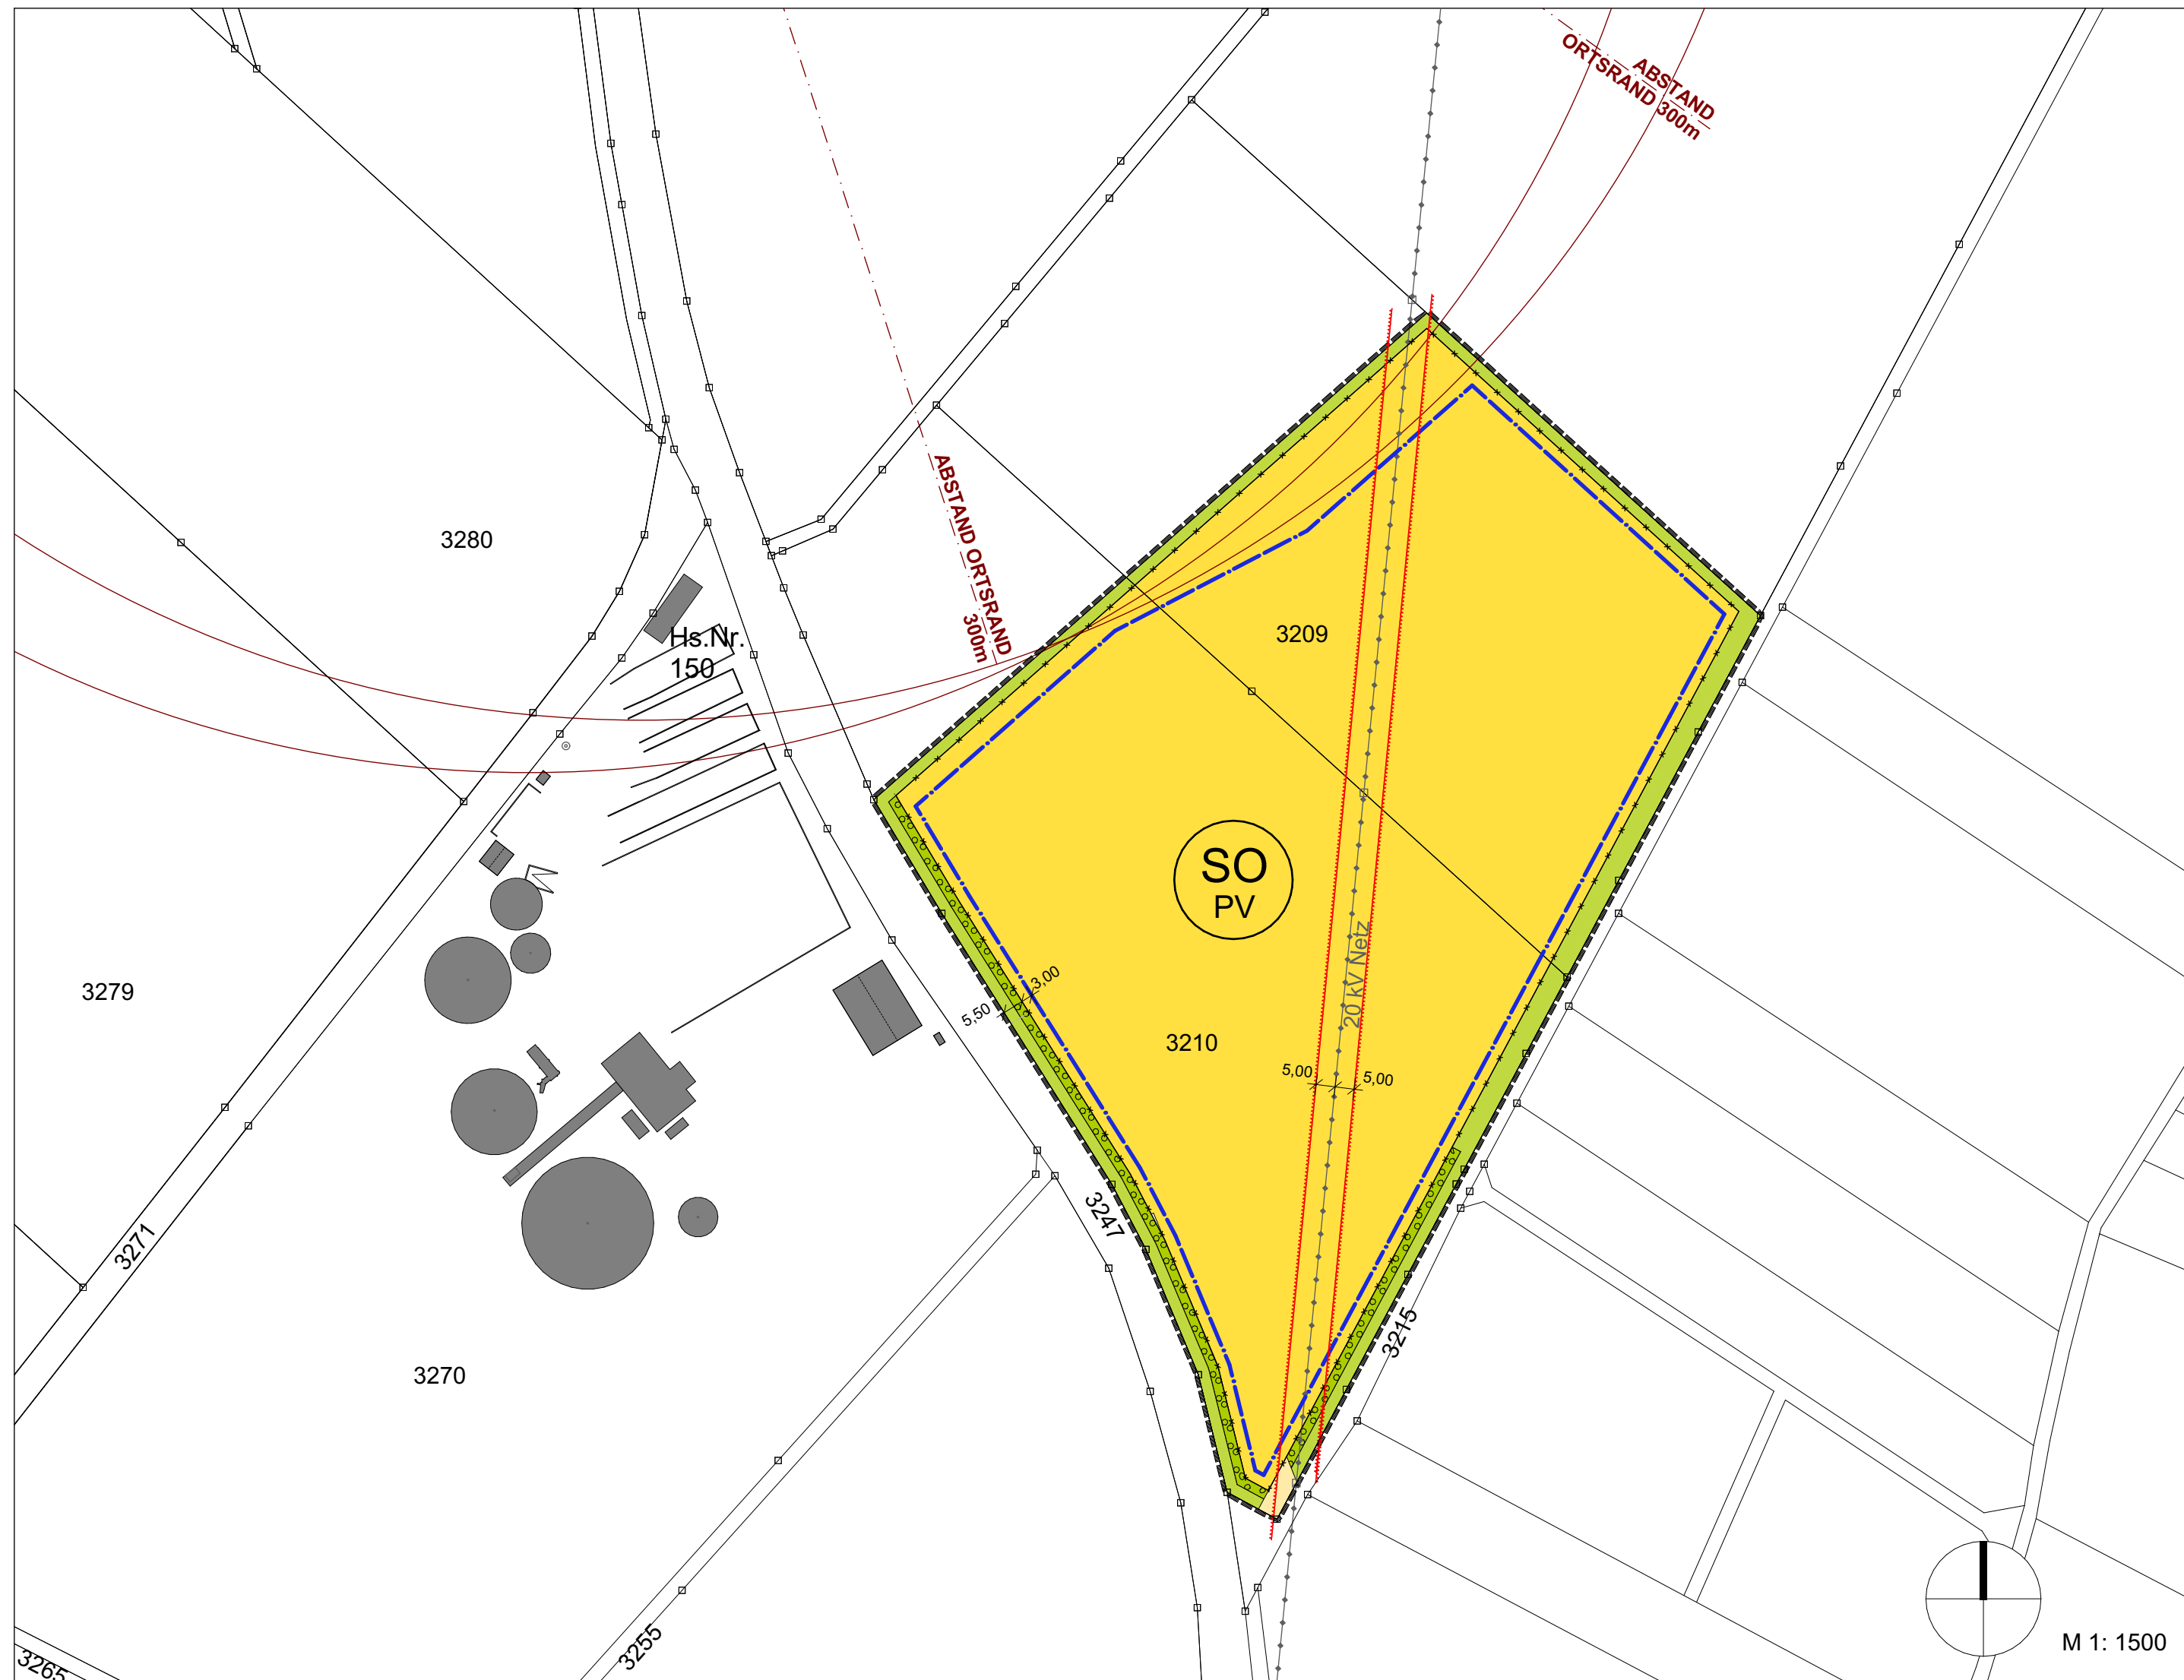 ABSTAND
ORTSRAND 300m
ABSTAND ORTSRAND
300m
3280
Hs.Nr.
150
3209
SO
PV
20 kV Netz
3279
3,00
5,50
3210
5,00
5,00
3247
3271
3215
3270
3255
3265
M 1: 1500